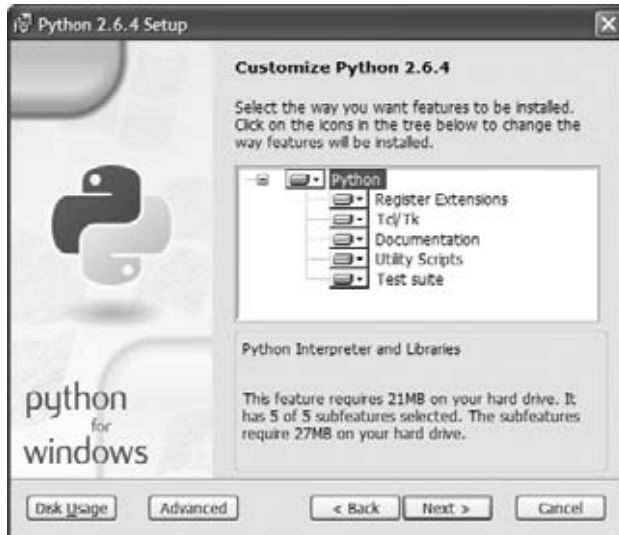 Python 2.6.4 Setup
Customize Python 2.6.4
Select the way you want features to be installed.
Click on the icons in the tree below to change the
way features will be installed.
Python
Register Extensions
Tcl/Tk
Documentation
Utility Scripts
Test suite
Python Interpreter and Libraries
This feature requires 21MB on your hard drive. It
has 5 of 5 subfeatures selected. The subfeatures
require 27MB on your hard drive.
python
for
windows
Disk Usage
Advanced
< Back
Next >
Cancel